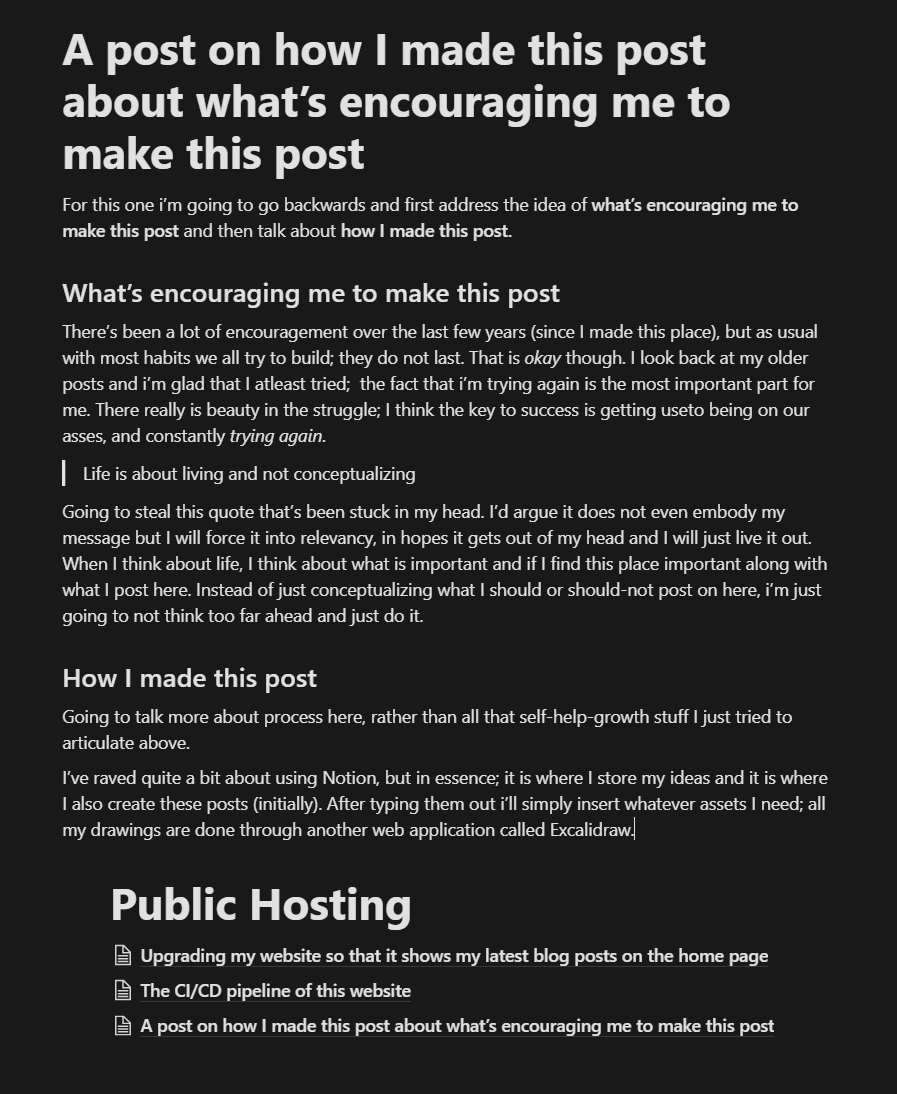 A post on how I made this post
about what's encouraging me to
make this post
For this one i'm going to go backwards and first address the idea of what's encouraging me to
make this post and then talk about how I made this post.
What's encouraging me to make this post
There's been a lot of encouragement over the last few years (since I made this place), but as usual
with most habits we all try to build; they do not last. That is okay though. I look back at my older
posts and i'm glad that I atleast tried;  the fact that i'm trying again is the most important part for
me. There really is beauty in the struggle; I think the key to success is getting useto being on our
asses, and constantly trying again.
Life is about living and not conceptualizing
Going to steal this quote that's been stuck in my head. I'd argue it does not even embody my
message but I will force it into relevancy, in hopes it gets out of my head and I will just live it out.
When I think about life, I think about what is important and if I find this place important along with
what I post here. Instead of just conceptualizing what I should or should-not post on here, i'm just
going to not think too far ahead and just do it.
How I made this post
Going to talk more about process here, rather than all that self-help-growth stuff I just tried to
articulate above.
I've raved quite a bit about using Notion, but in essence; it is where I store my ideas and it is where
I also create these posts (initially). After typing them out i'll simply insert whatever assets I need; all
my drawings are done through another web application called Excalidraw.
Public Hosting
Upgrading my website so that it shows my latest blog posts on the home page
The CI/CD pipeline of this website
A post on how I made this post about what's encouraging me to make this post